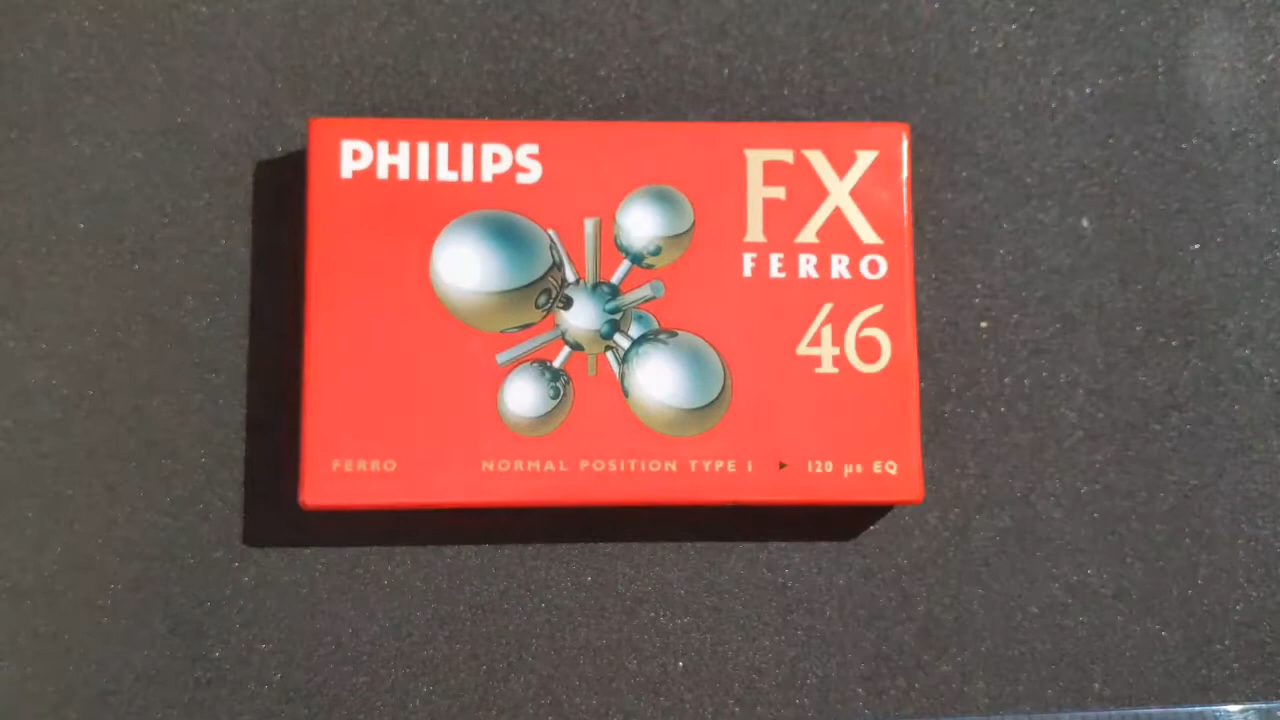 PHILIPS
FX
FERRO
46
FERRO NORMAL POSITION TYPE I ▶ 120 µs EQ